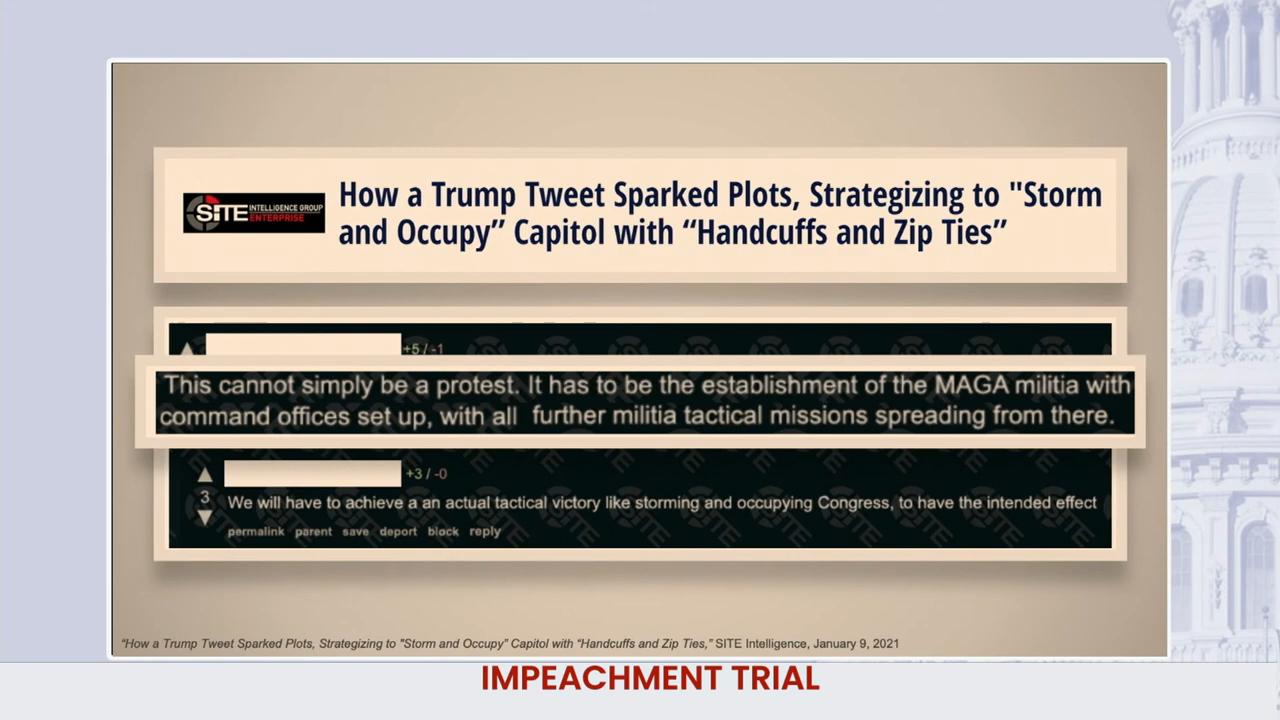 SITE INTELLIGENCE GROUP
ENTERPRISE
How a Trump Tweet Sparked Plots, Strategizing to "Storm
and Occupy” Capitol with “Handcuffs and Zip Ties”
+5 / -1
This cannot simply be a protest. It has to be the establishment of the MAGA militia with
command offices set up, with all further militia tactical missions spreading from there.
+3 / -0
3
We will have to achieve a an actual tactical victory like storming and occupying Congress, to have the intended effect
permalink parent save deport block reply
“How a Trump Tweet Sparked Plots, Strategizing to "Storm and Occupy” Capitol with “Handcuffs and Zip Ties,” SITE Intelligence, January 9, 2021
IMPEACHMENT TRIAL